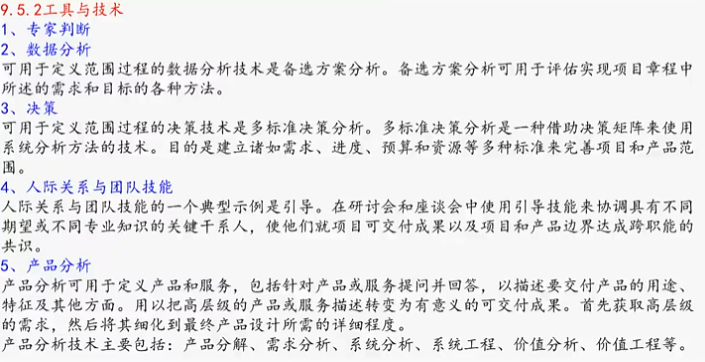 9.5.2工具与技术
1、专家判断
2、数据分析
可用于定义范围过程的数据分析技术是备选方案分析。备选方案分析可用于评估实现项目章程中
所述的需求和目标的各种方法。
3、决策
可用于定义范围过程的决策技术是多标准决策分析。多标准决策分析是一种借助决策矩阵来使用
系统分析方法的技术。目的是建立诸如需求、进度、预算和资源等多种标准来完善项目和产品范
围。
4、人际关系与团队技能
人际关系与团队技能的一个典型示例是引导。在研讨会和座谈会中使用引导技能来协调具有不同
期望或不同专业知识的关键干系人，使他们就项目可交付成果以及项目和产品边界达成跨职能的
共识。
5、产品分析
产品分析可用于定义产品和服务，包括针对产品或服务提问并回答，以描述要交付产品的用途、
特征及其他方面。用以把高层级的产品或服务描述转变为有意义的可交付成果。首先获取高层级
的需求，然后将其细化到最终产品设计所需的详细程度。
产品分析技术主要包括：产品分解、需求分析、系统分析、系统工程、价值分析、价值工程等。